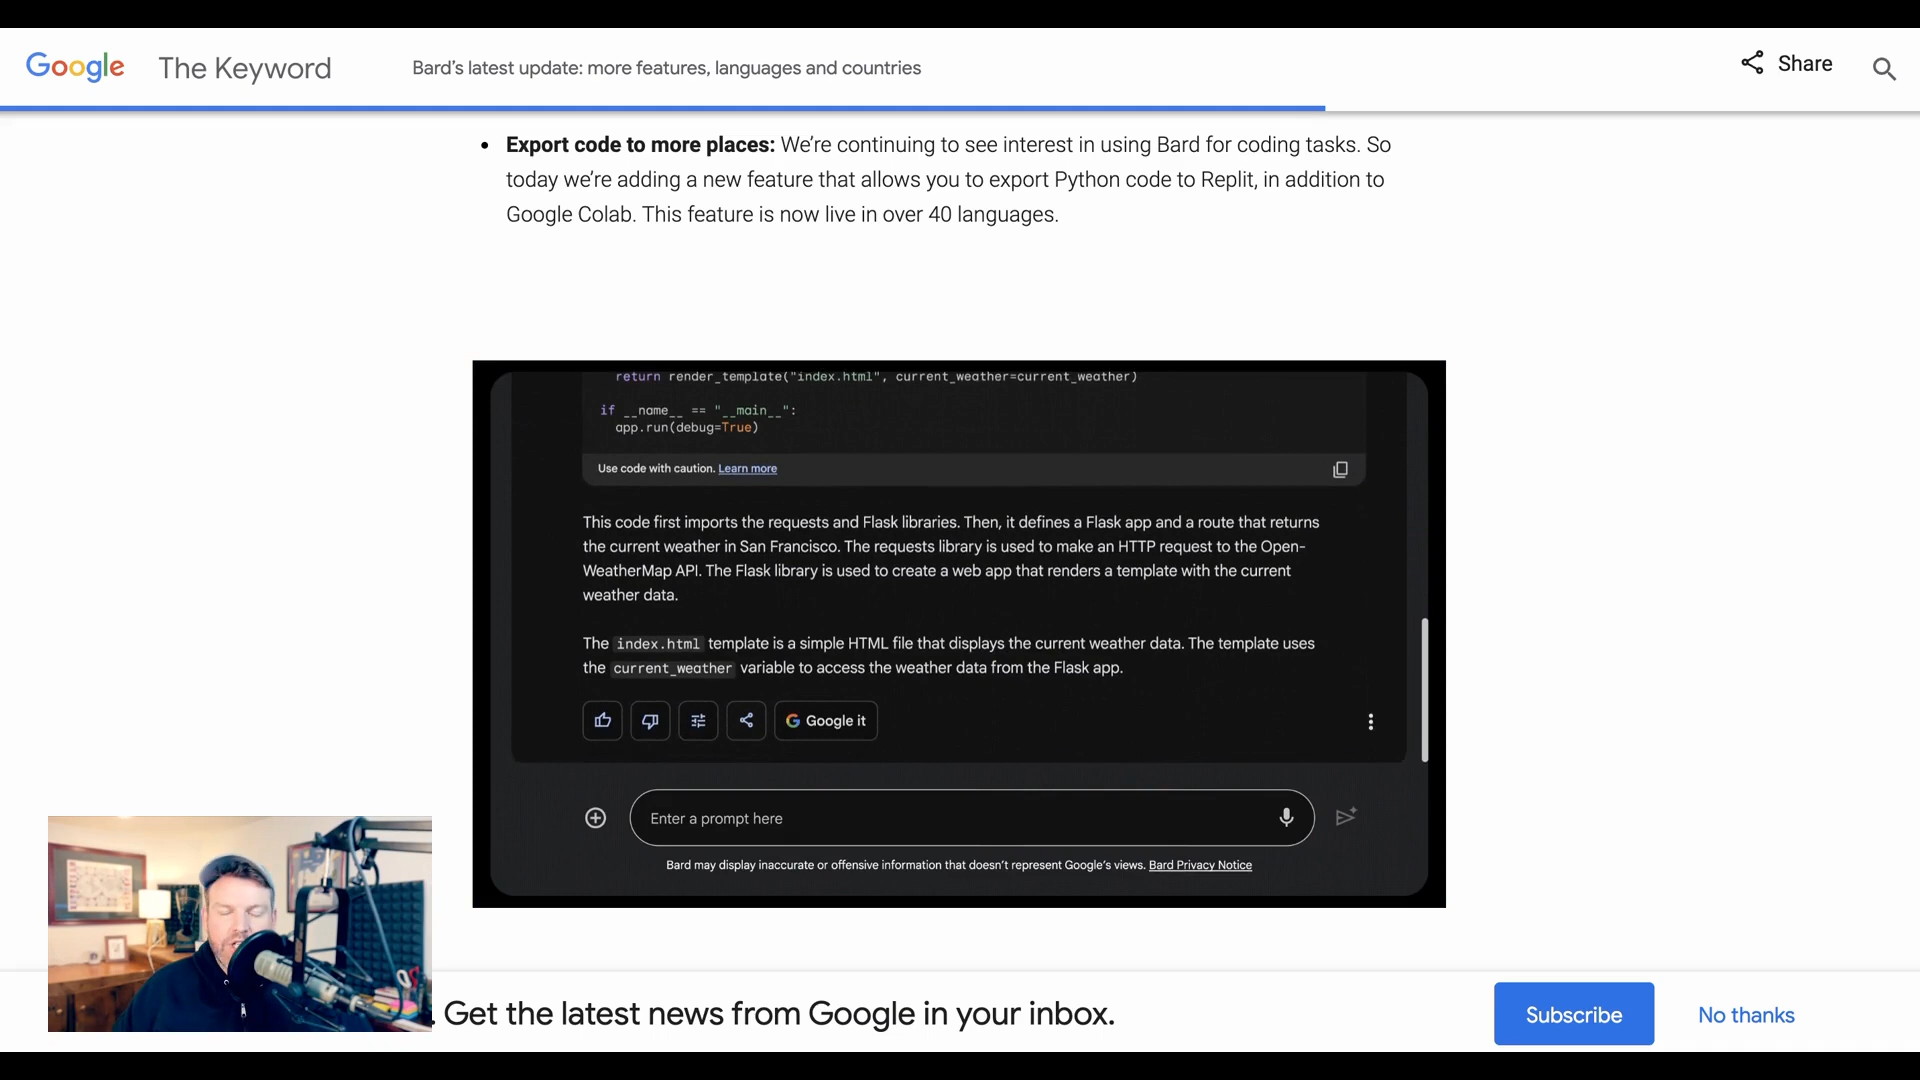 Google The Keyword Bard’s latest update: more features, languages and countries Share
• Export code to more places: We’re continuing to see interest in using Bard for coding tasks. So
today we’re adding a new feature that allows you to export Python code to Replit, in addition to
Google Colab. This feature is now live in over 40 languages.
return render_template("index.html", current_weather=current_weather)
if __name__ == "__main__":
app.run(debug=True)
Use code with caution. Learn more
This code first imports the requests and Flask libraries. Then, it defines a Flask app and a route that returns
the current weather in San Francisco. The requests library is used to make an HTTP request to the Open-
WeatherMap API. The Flask library is used to create a web app that renders a template with the current
weather data.
The index.html template is a simple HTML file that displays the current weather data. The template uses
the current_weather variable to access the weather data from the Flask app.
G Google it
Enter a prompt here
Bard may display inaccurate or offensive information that doesn’t represent Google’s views. Bard Privacy Notice
. Get the latest news from Google in your inbox. Subscribe No thanks